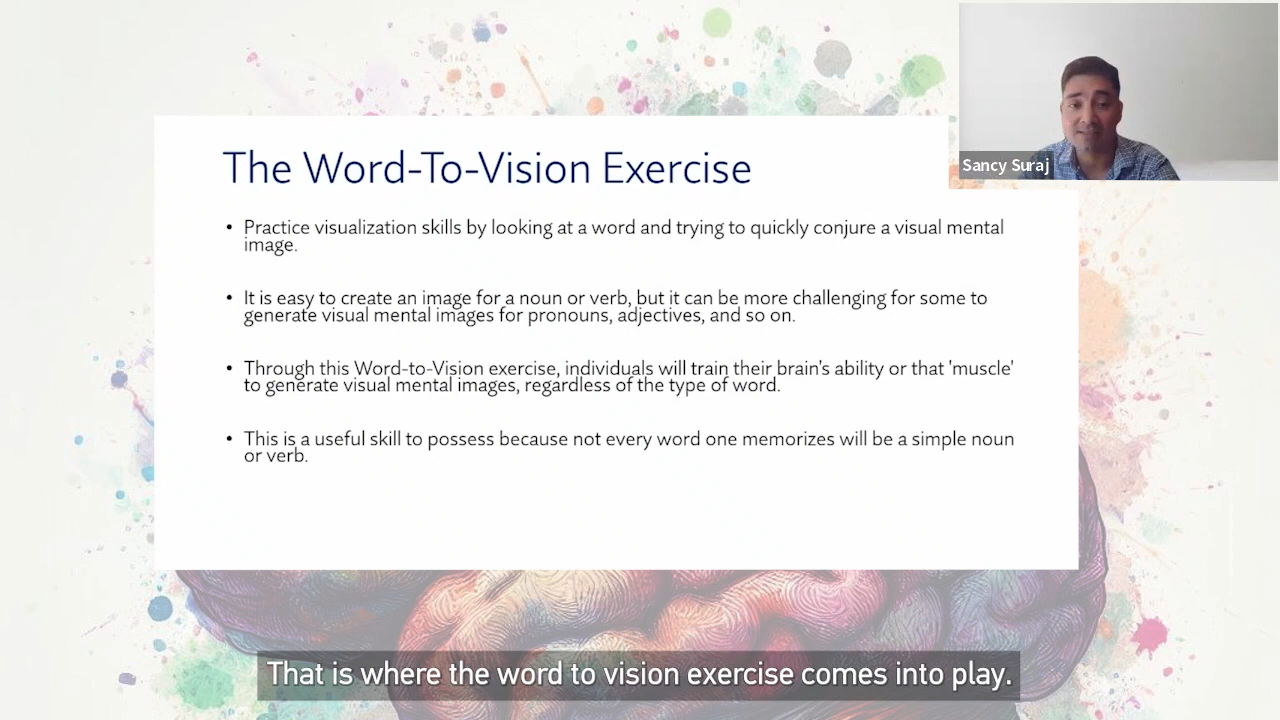 The Word-To-Vision Exercise
Sancy Suraj
• Practice visualization skills by looking at a word and trying to quickly conjure a visual mental
image.
• It is easy to create an image for a noun or verb, but it can be more challenging for some to
generate visual mental images for pronouns, adjectives, and so on.
• Through this Word-to-Vision exercise, individuals will train their brain's ability or that 'muscle'
to generate visual mental images, regardless of the type of word.
• This is a useful skill to possess because not every word one memorizes will be a simple noun
or verb.
That is where the word to vision exercise comes into play.